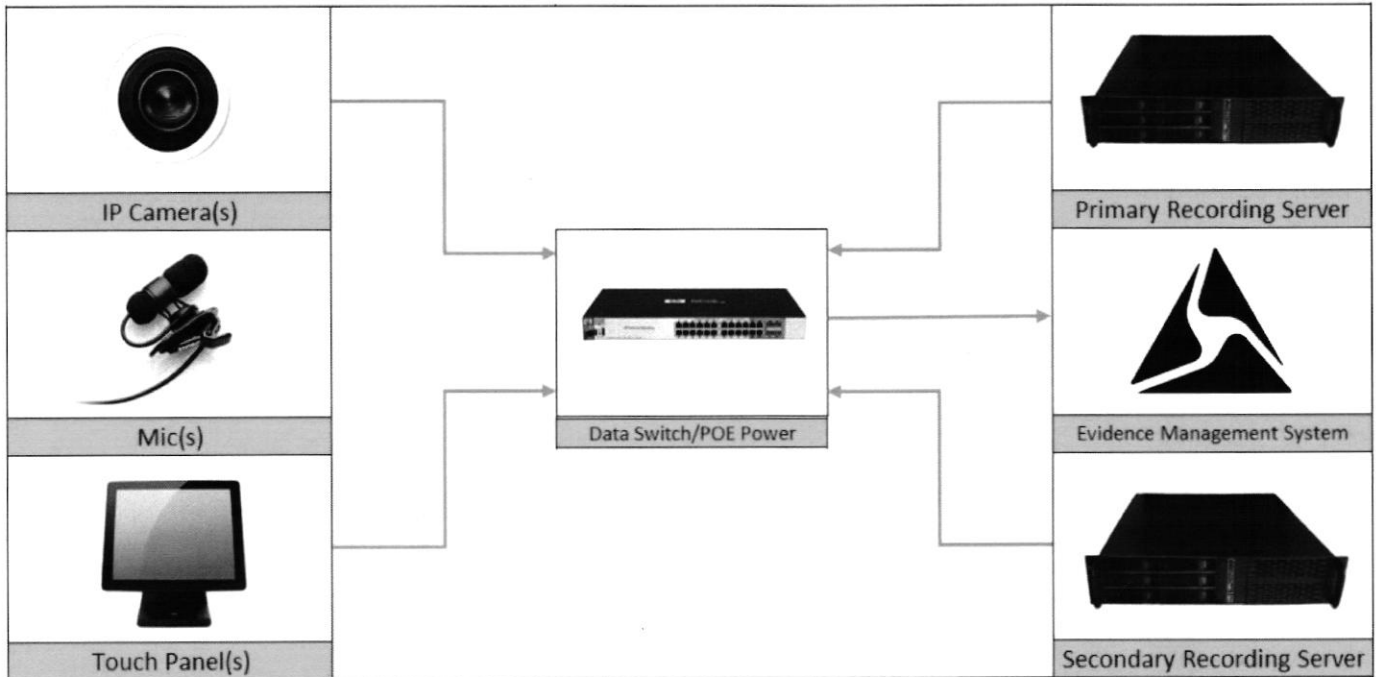 IP Camera(s)
Mic(s)
Touch Panel(s)
Data Switch/POE Power
Primary Recording Server
Evidence Management System
Secondary Recording Server